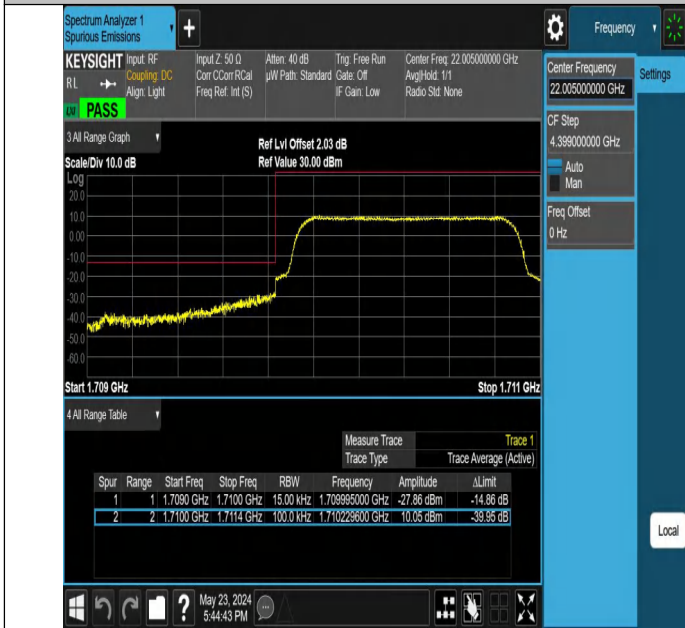 Spectrum Analyzer 1
Spurious Emissions
Frequency
KEYSIGHT
RL
Input: RF
Coupling: DC
Align: Light
Input Z: 50 Ω
Corr CCorr RCal
Freq Ref: Int (S)
Atten: 40 dB
µW Path: Standard
Trig: Free Run
Gate: Off
IF Gain: Low
Center Freq: 22.005000000 GHz
Avg|Hold: 1/1
Radio Std: None
PASS
Center Frequency
22.005000000 GHz
Settings
CF Step
4.399000000 GHz
Auto
Man
Freq Offset
0 Hz
3 All Range Graph
Scale/Div 10.0 dB
Ref Lvl Offset 2.03 dB
Ref Value 30.00 dBm
Log
20.0
10.0
0.00
-10.0
-20.0
-30.0
-40.0
-50.0
-60.0
Start 1.709 GHz
Stop 1.711 GHz
4 All Range Table
Measure Trace Trace 1
Trace Type Trace Average (Active)
Spur Range Start Freq Stop Freq RBW Frequency Amplitude ΔLimit
1 1 1.7090 GHz 1.7100 GHz 15.00 kHz 1.709995000 GHz -27.86 dBm -14.86 dB
2 2 1.7100 GHz 1.7114 GHz 100.0 kHz 1.710229600 GHz 10.05 dBm -39.95 dB
Local
May 23, 2024
5:44:43 PM